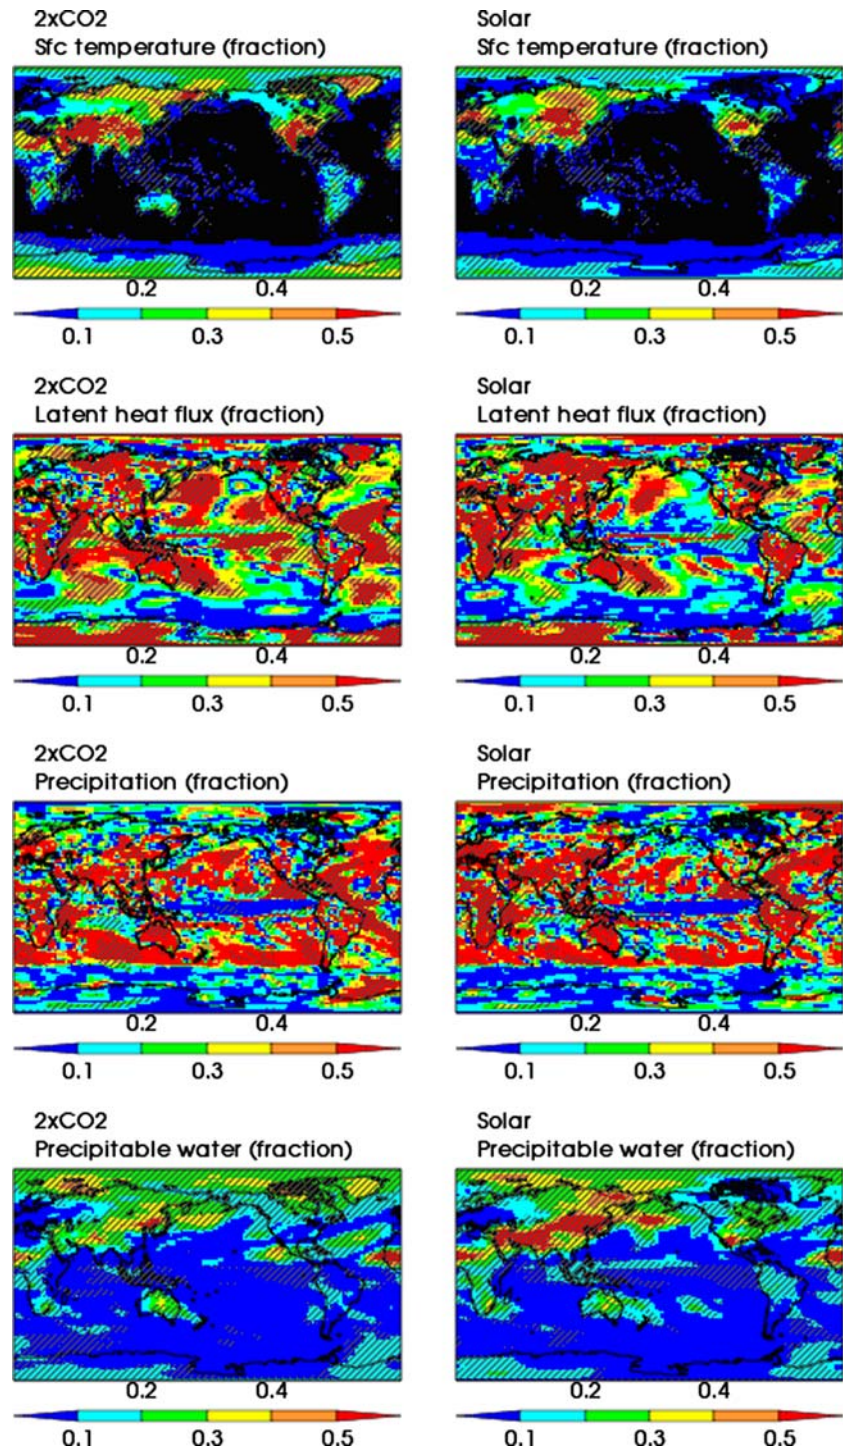 2xCO2
Sfc temperature (fraction)
Solar
Sfc temperature (fraction)
0.2 0.4
0.1 0.3 0.5
0.2 0.4
0.1 0.3 0.5
2xCO2
Latent heat flux (fraction)
Solar
Latent heat flux (fraction)
0.2 0.4
0.1 0.3 0.5
0.2 0.4
0.1 0.3 0.5
2xCO2
Precipitation (fraction)
Solar
Precipitation (fraction)
0.2 0.4
0.1 0.3 0.5
0.2 0.4
0.1 0.3 0.5
2xCO2
Precipitable water (fraction)
Solar
Precipitable water (fraction)
0.2 0.4
0.1 0.3 0.5
0.2 0.4
0.1 0.3 0.5